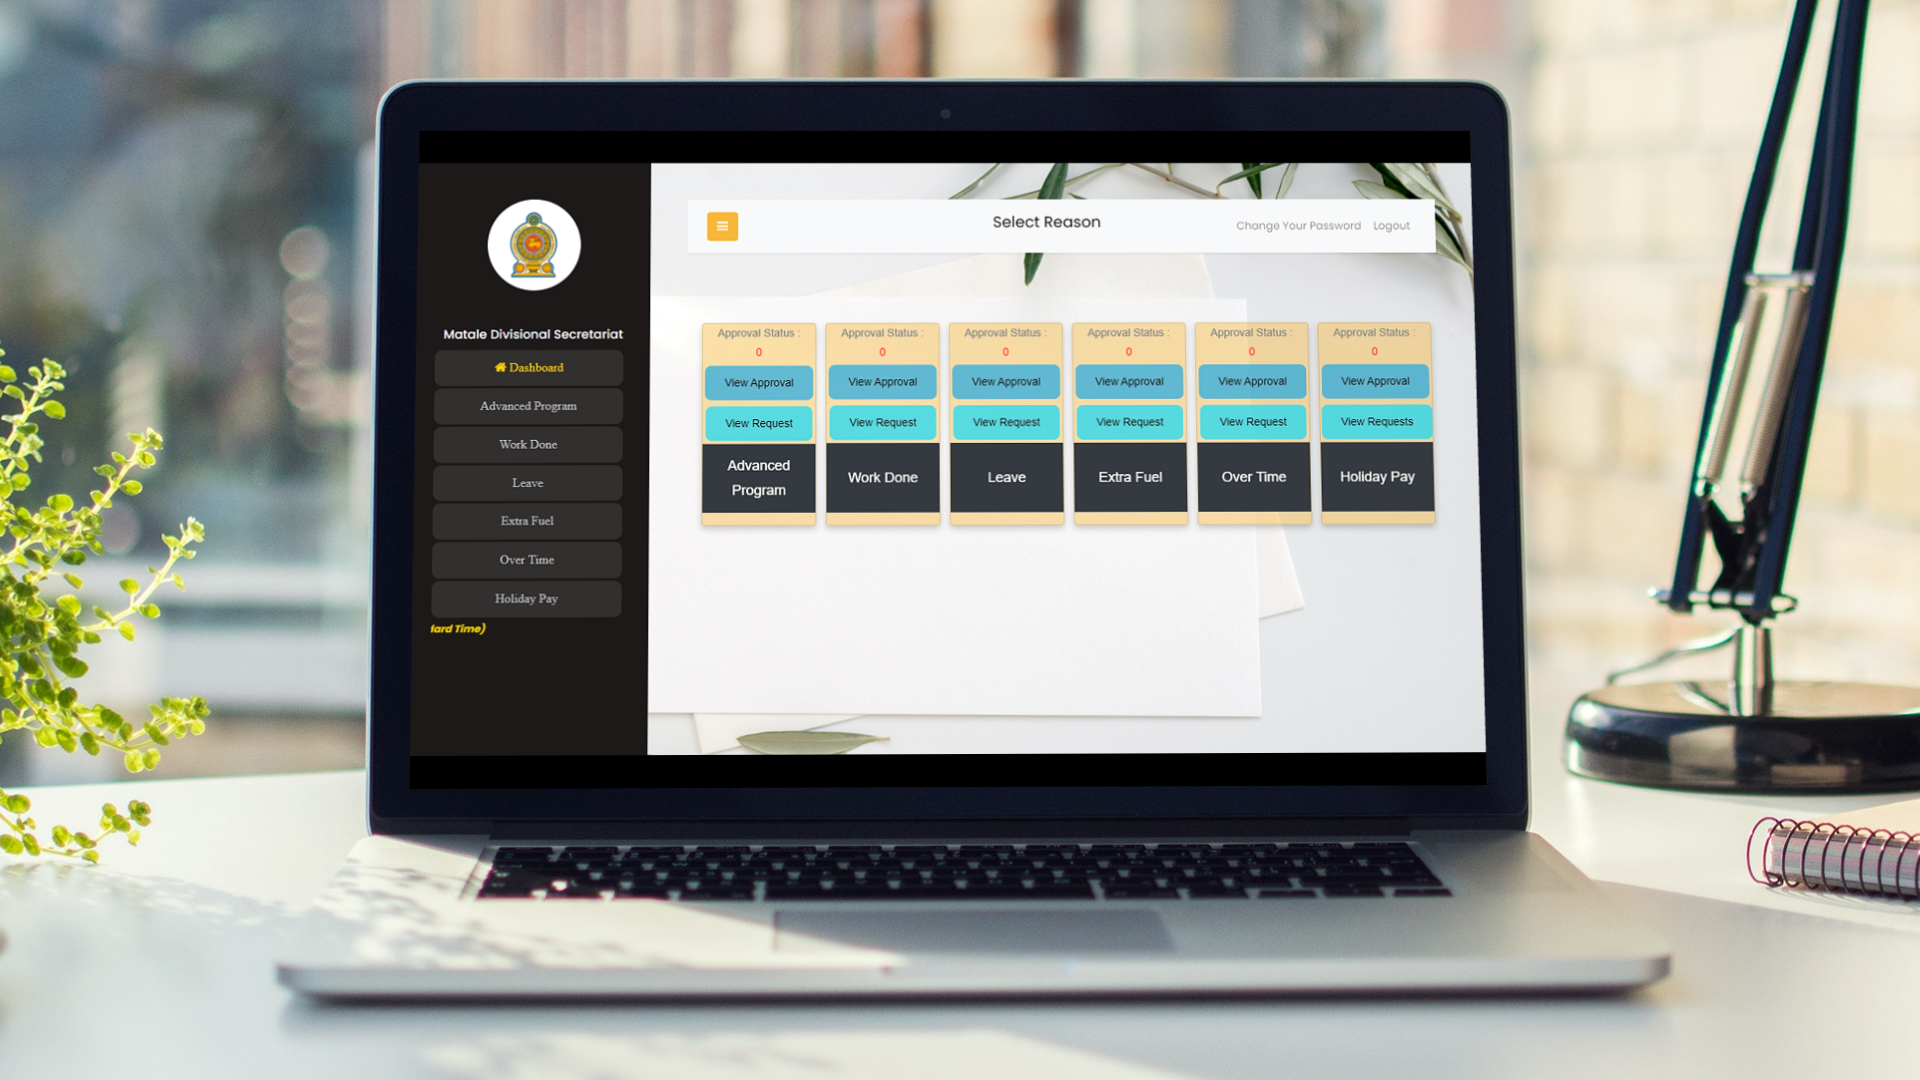 Matale Divisional Secretariat
Dashboard
Advanced Program
Work Done
Leave
Extra Fuel
Over Time
Holiday Pay
ard Time)
Select Reason
Change Your Password Logout
Approval Status :
0
View Approval
View Request
Advanced
Program
Approval Status :
0
View Approval
View Request
Work Done
Approval Status :
0
View Approval
View Request
Leave
Approval Status :
0
View Approval
View Request
Extra Fuel
Approval Status :
0
View Approval
View Request
Over Time
Approval Status :
0
View Approval
View Requests
Holiday Pay